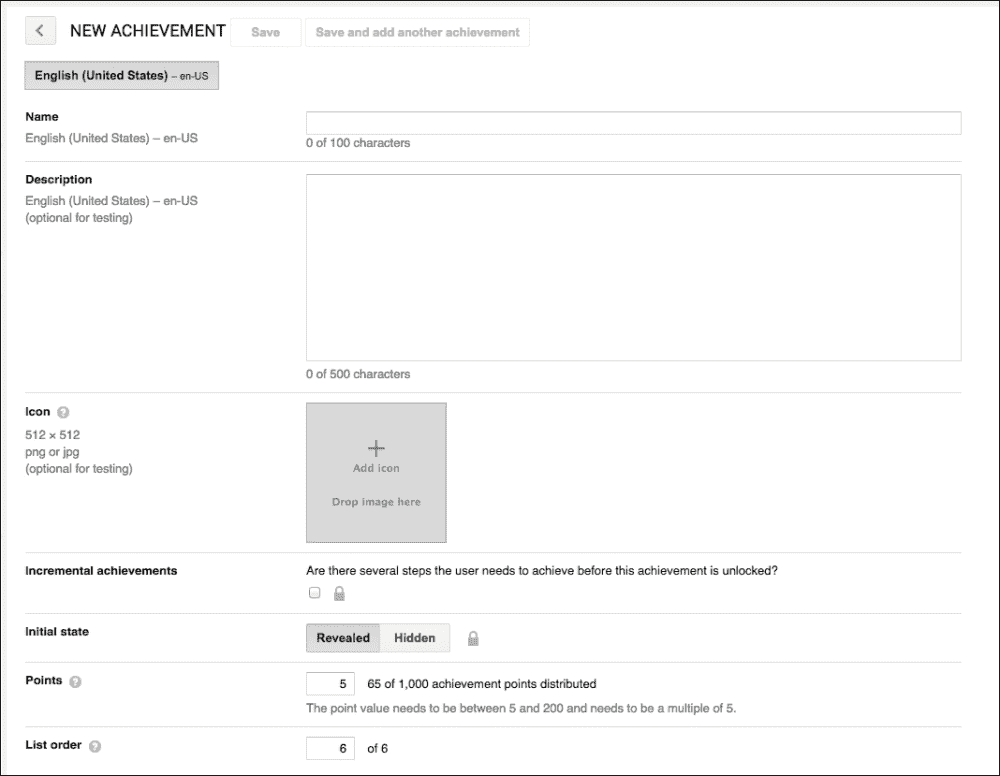 NEW ACHIEVEMENT Save Save and add another achievement
English (United States) – en-US
Name
English (United States) – en-US
0 of 100 characters
Description
English (United States) – en-US
(optional for testing)
0 of 500 characters
Icon ?
512 × 512
png or jpg
(optional for testing)
Add icon
Drop image here
Incremental achievements
Are there several steps the user needs to achieve before this achievement is unlocked?
Initial state
Revealed Hidden
Points ?
5 65 of 1,000 achievement points distributed
The point value needs to be between 5 and 200 and needs to be a multiple of 5.
List order ?
6 of 6